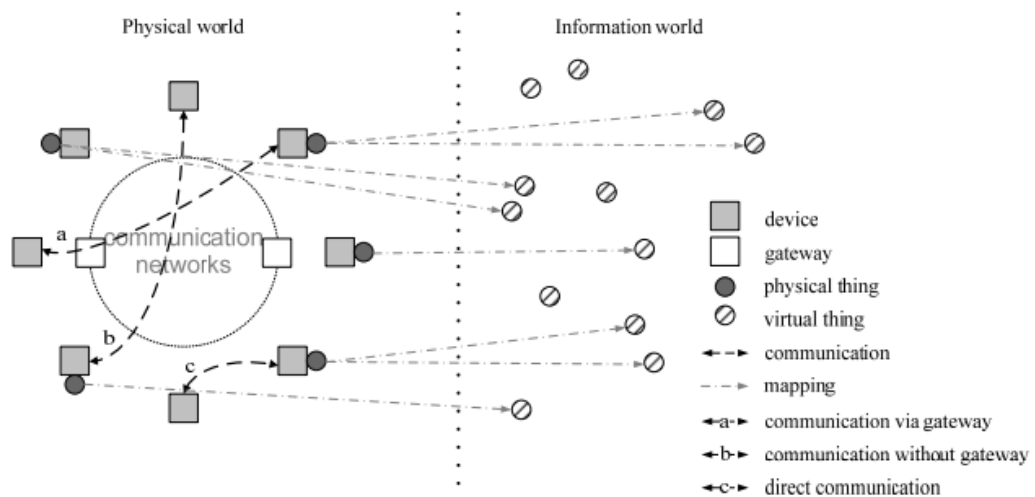 Physical world
Information world
a
communication
networks
b
c
device
gateway
physical thing
virtual thing
communication
mapping
a communication via gateway
b communication without gateway
c direct communication